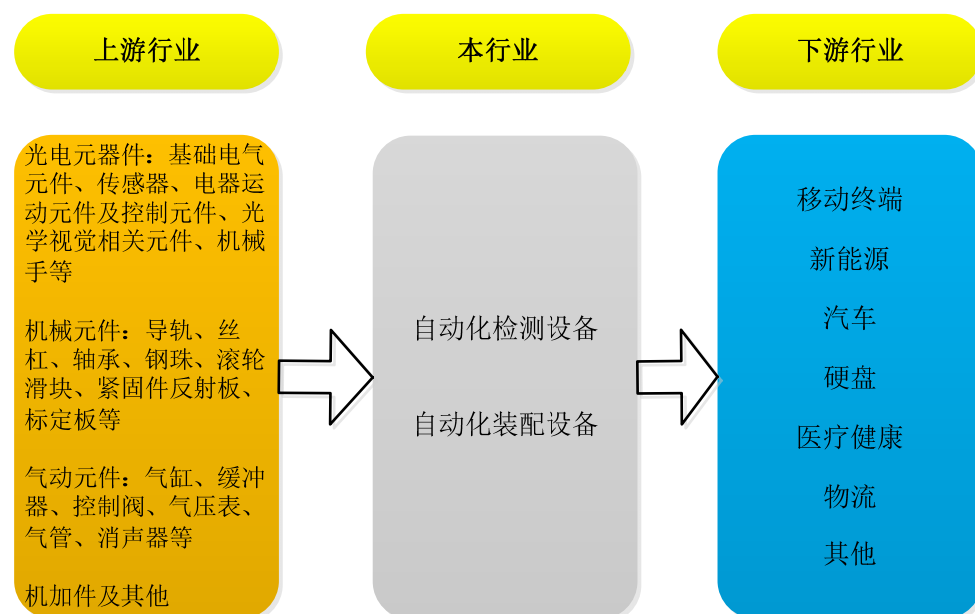 上游行业
本行业
下游行业
光电元器件：基础电气
元件、传感器、电器运
动元件及控制元件、光
学视觉相关元件、机械
手等
机械元件：导轨、丝
杠、轴承、钢珠、滚轮
滑块、紧固件反射板、
标定板等
气动元件：气缸、缓冲
器、控制阀、气压表、
气管、消声器等
机加件及其他
自动化检测设备
自动化装配设备
移动终端
新能源
汽车
硬盘
医疗健康
物流
其他